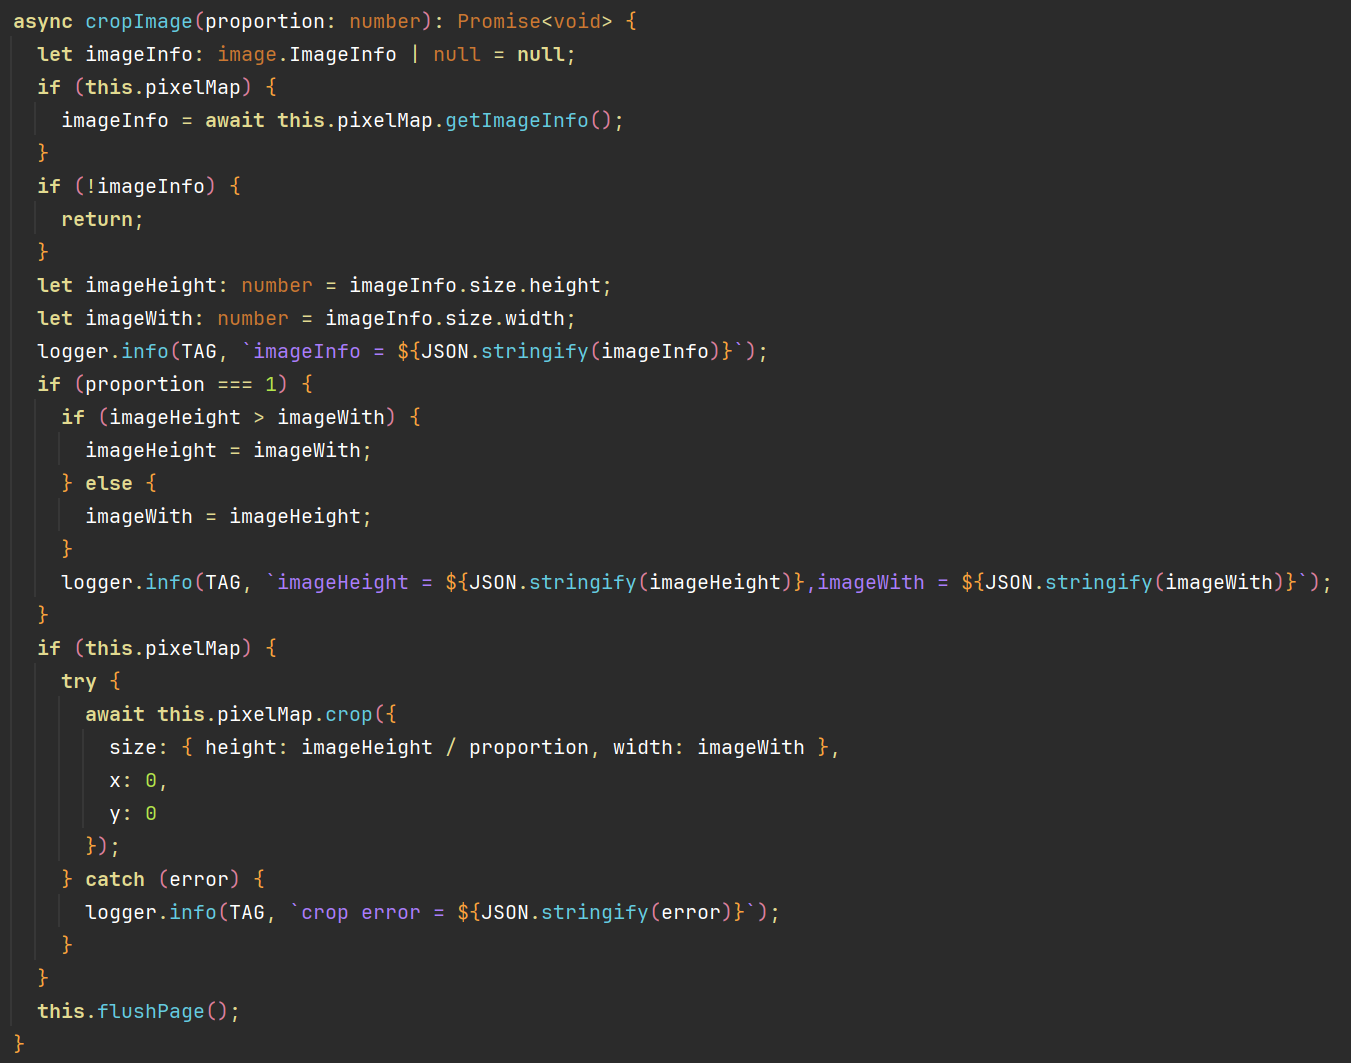 async cropImage(proportion: number): Promise<void> {
  let imageInfo: image.ImageInfo | null = null;
  if (this.pixelMap) {
    imageInfo = await this.pixelMap.getImageInfo();
  }
  if (!imageInfo) {
    return;
  }
  let imageHeight: number = imageInfo.size.height;
  let imageWith: number = imageInfo.size.width;
  logger.info(TAG, `imageInfo = ${JSON.stringify(imageInfo)}`);
  if (proportion === 1) {
    if (imageHeight > imageWith) {
      imageHeight = imageWith;
    } else {
      imageWith = imageHeight;
    }
    logger.info(TAG, `imageHeight = ${JSON.stringify(imageHeight)},imageWith = ${JSON.stringify(imageWith)}`);
  }
  if (this.pixelMap) {
    try {
      await this.pixelMap.crop({
        size: { height: imageHeight / proportion, width: imageWith },
        x: 0,
        y: 0
      });
    } catch (error) {
      logger.info(TAG, `crop error = ${JSON.stringify(error)}`);
    }
  }
  this.flushPage();
}